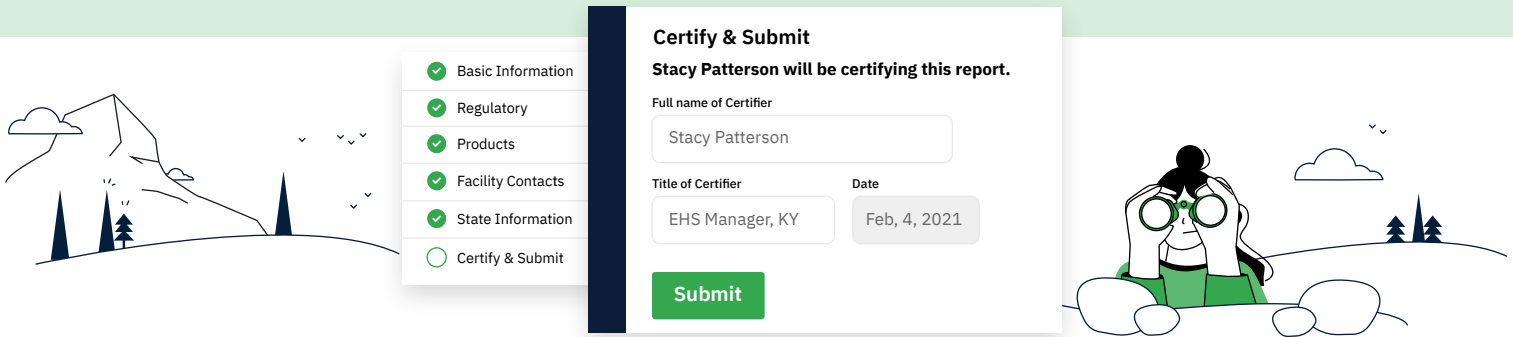 Basic Information
Regulatory
Products
Facility Contacts
State Information
Certify & Submit
Certify & Submit
Stacy Patterson will be certifying this report.
Full name of Certifier
Stacy Patterson
Title of Certifier
Date
EHS Manager, KY
Feb, 4, 2021
Submit